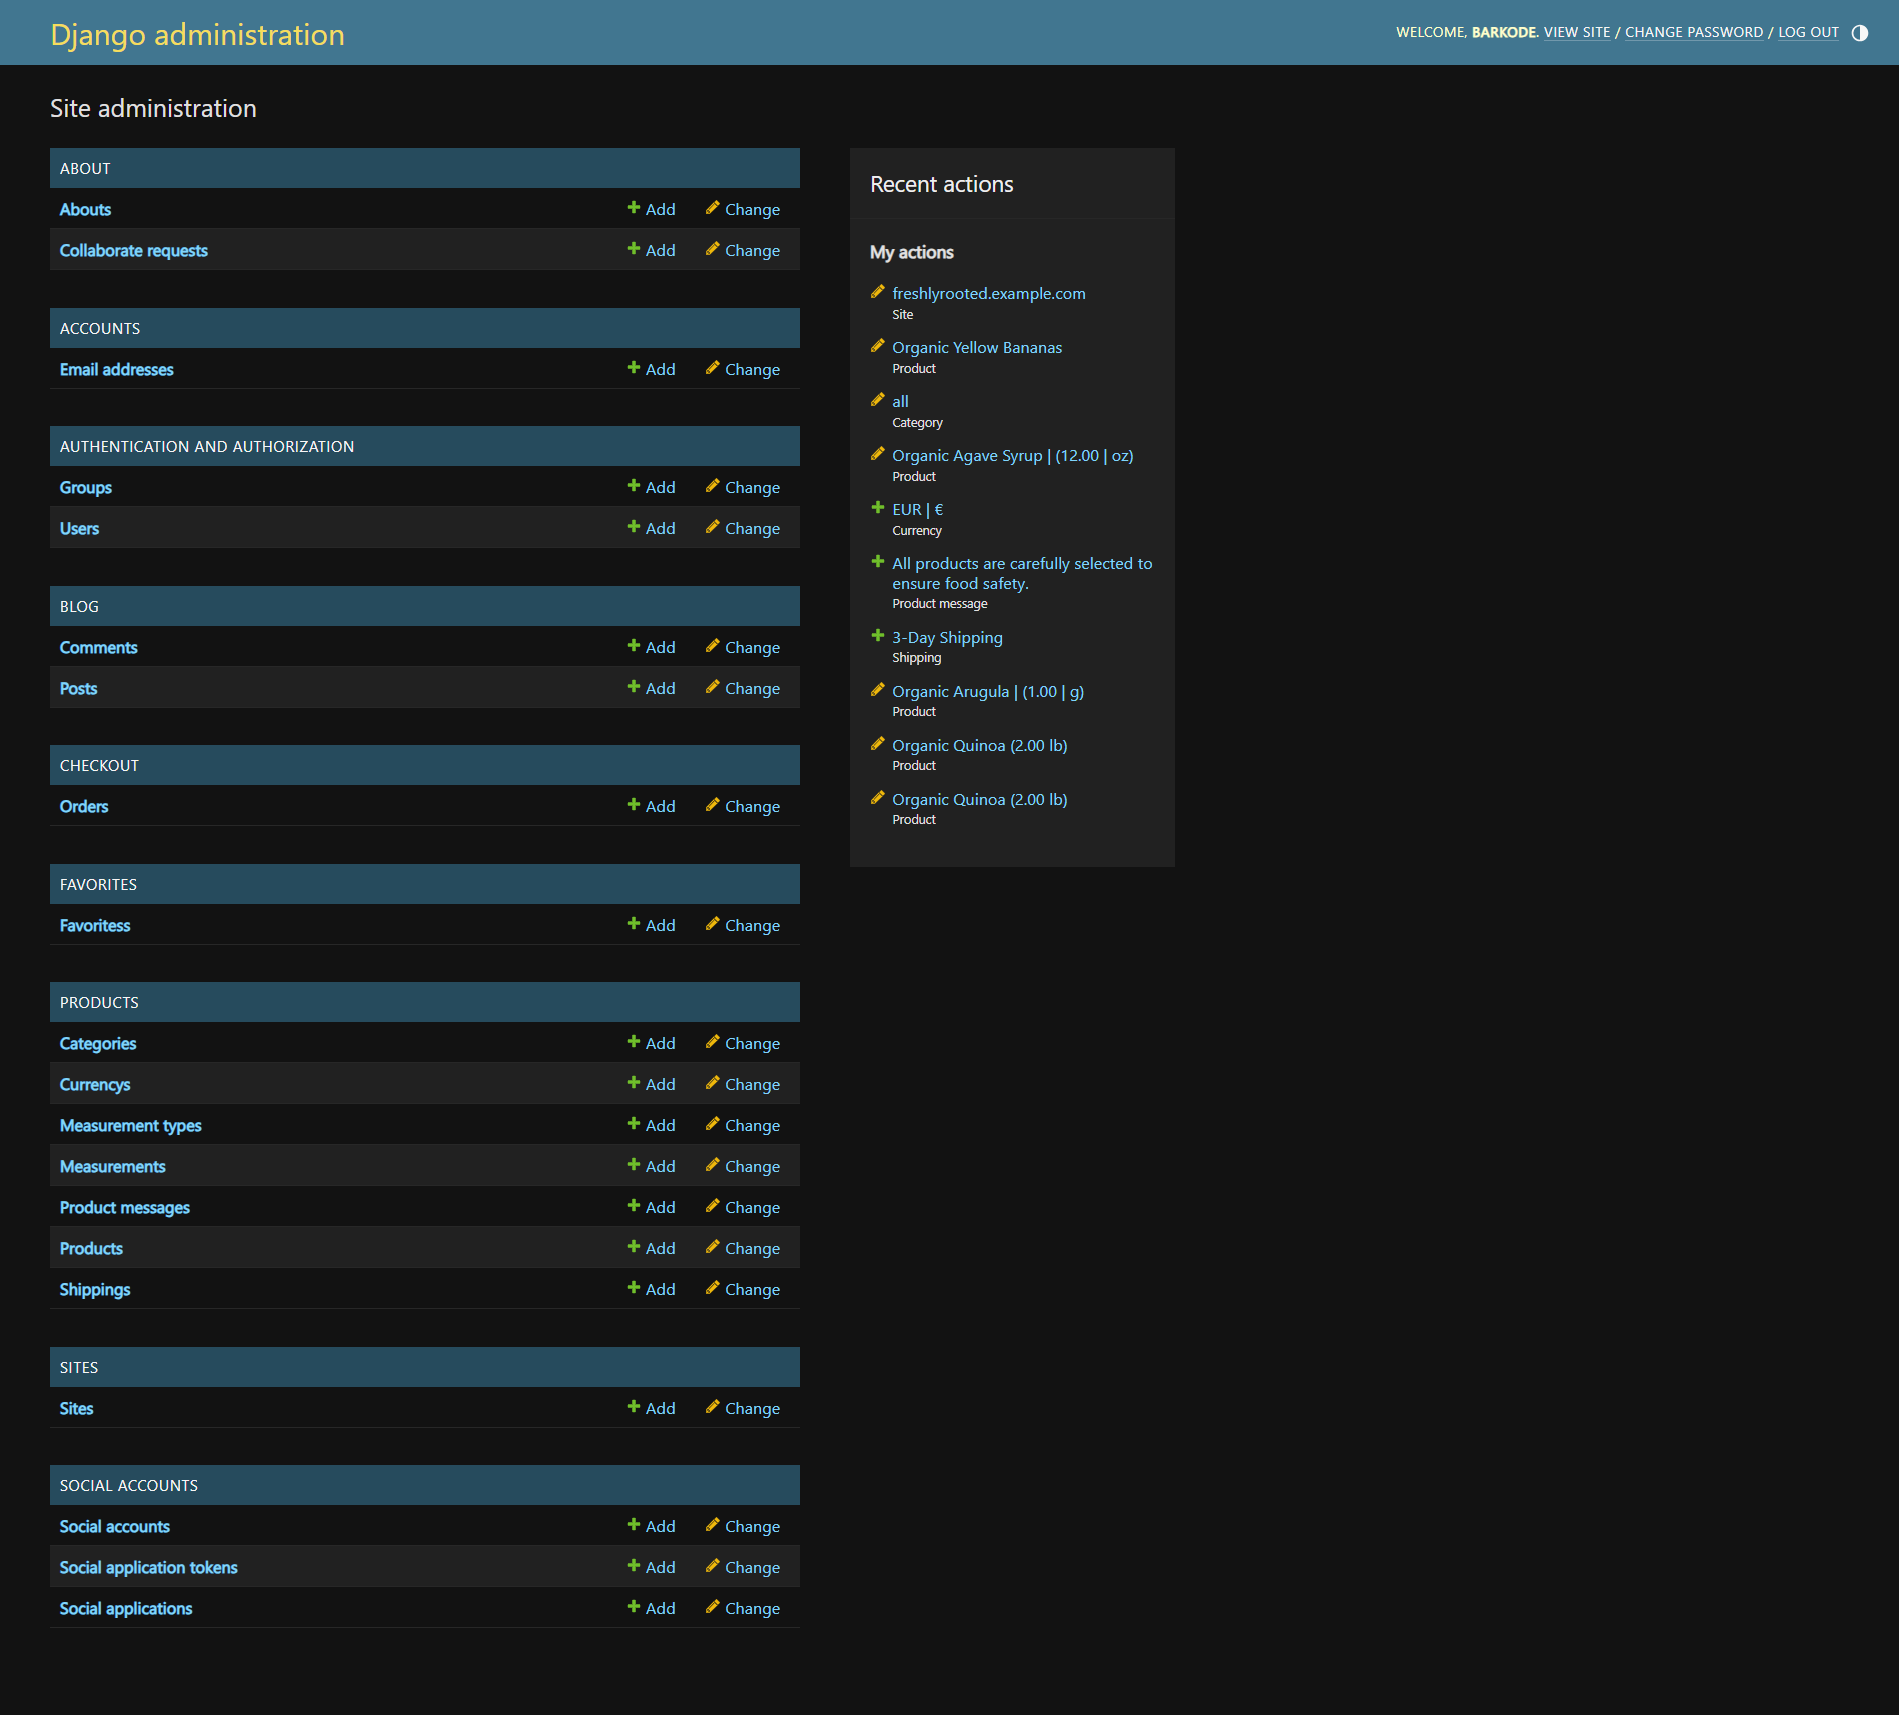 Django administration
WELCOME, BARKODE. VIEW SITE / CHANGE PASSWORD / LOG OUT
Site administration
ABOUT
Abouts Add Change
Collaborate requests Add Change
ACCOUNTS
Email addresses Add Change
AUTHENTICATION AND AUTHORIZATION
Groups Add Change
Users Add Change
BLOG
Comments Add Change
Posts Add Change
CHECKOUT
Orders Add Change
FAVORITES
Favoritess Add Change
PRODUCTS
Categories Add Change
Currencys Add Change
Measurement types Add Change
Measurements Add Change
Product messages Add Change
Products Add Change
Shippings Add Change
SITES
Sites Add Change
SOCIAL ACCOUNTS
Social accounts Add Change
Social application tokens Add Change
Social applications Add Change
Recent actions
My actions
freshlyrooted.example.com
Site
Organic Yellow Bananas
Product
all
Category
Organic Agave Syrup | (12.00 | oz)
Product
EUR | €
Currency
All products are carefully selected to
ensure food safety.
Product message
3-Day Shipping
Shipping
Organic Arugula | (1.00 | g)
Product
Organic Quinoa (2.00 lb)
Product
Organic Quinoa (2.00 lb)
Product